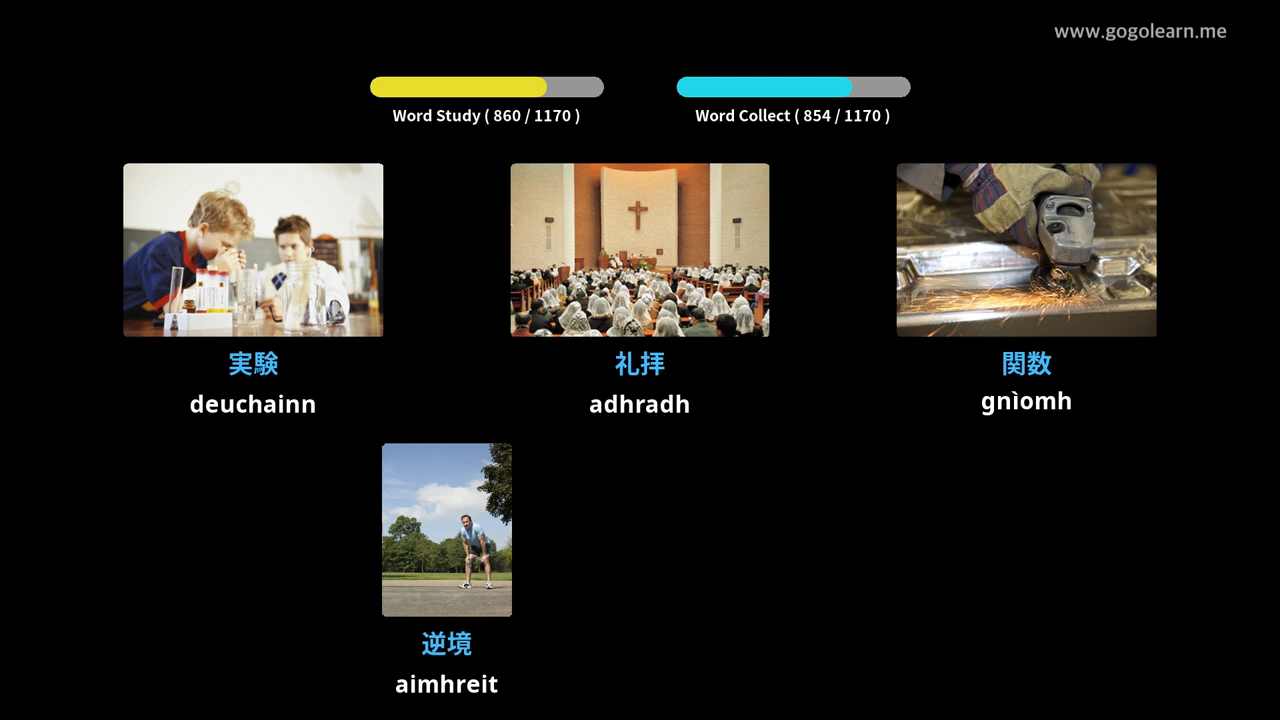 www.gogolearn.me
Word Study ( 860 / 1170 )
Word Collect ( 854 / 1170 )
実験
deuchainn
礼拝
adhradh
関数
gnìomh
逆境
aimhreit